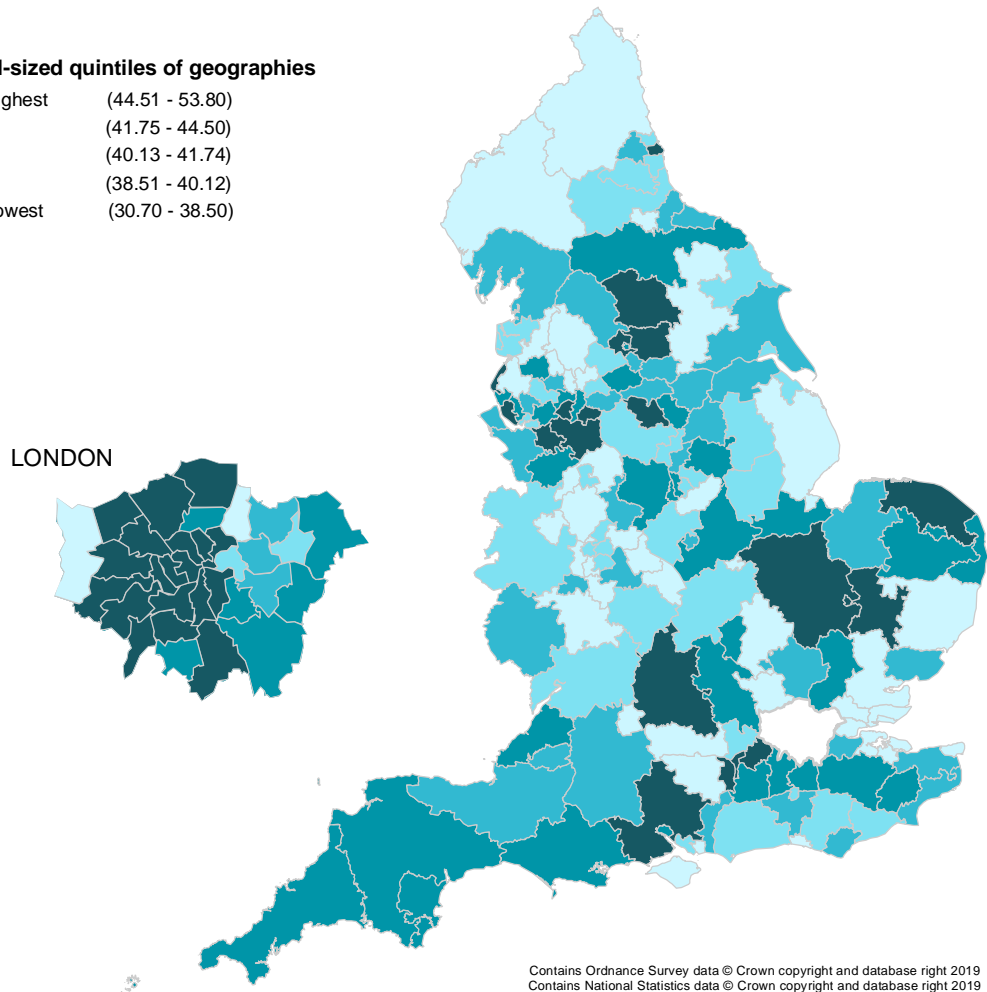 l-sized quintiles of geographies
ghest (44.51 - 53.80)
(41.75 - 44.50)
(40.13 - 41.74)
(38.51 - 40.12)
owest (30.70 - 38.50)
LONDON
Contains Ordnance Survey data © Crown copyright and database right 2019
Contains National Statistics data © Crown copyright and database right 2019